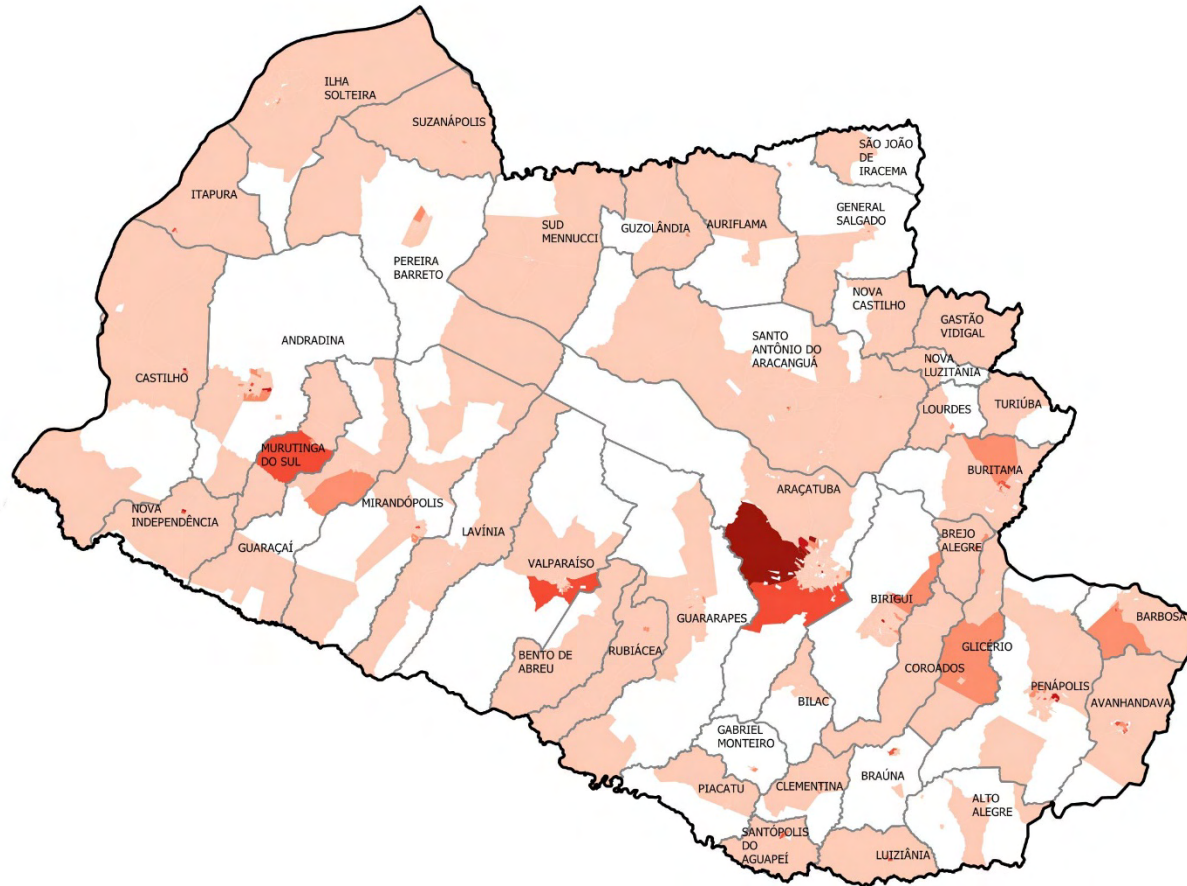 ILHA
SOLTEIRA
SUZANÁPOLIS
SÃO JOÃO
DE
IRACEMA
ITAPURA
GENERAL
SALGADO
SUD
MENNUCCI
GUZOLÂNDIA
AURIFLAMA
PEREIRA
BARRETO
NOVA
CASTILHO
GASTÃO
VIDIGAL
ANDRADINA
SANTO
ANTÔNIO DO
ARACANGUÁ
NOVA
LUZITÂNIA
CASTILHO
LOURDES
TURIÚBA
MURUTINGA
DO SUL
BURITAMA
ARAÇATUBA
MIRANDÓPOLIS
NOVA
INDEPENDÊNCIA
LAVÍNIA
BREJO
ALEGRE
GUARAÇAÍ
VALPARAÍSO
BIRIGUI
GUARARAPES
BARBOSA
RUBIÁCEA
GLICÉRIO
BENTO DE
ABREU
COROADOS
PENÁPOLIS
BILAC
AVANHANDAVA
GABRIEL
MONTEIRO
BRAÚNA
PIACATU
CLEMENTINA
ALTO
ALEGRE
SANTÓPOLIS
DO
AGUAPEÍ
LUIZIÂNIA